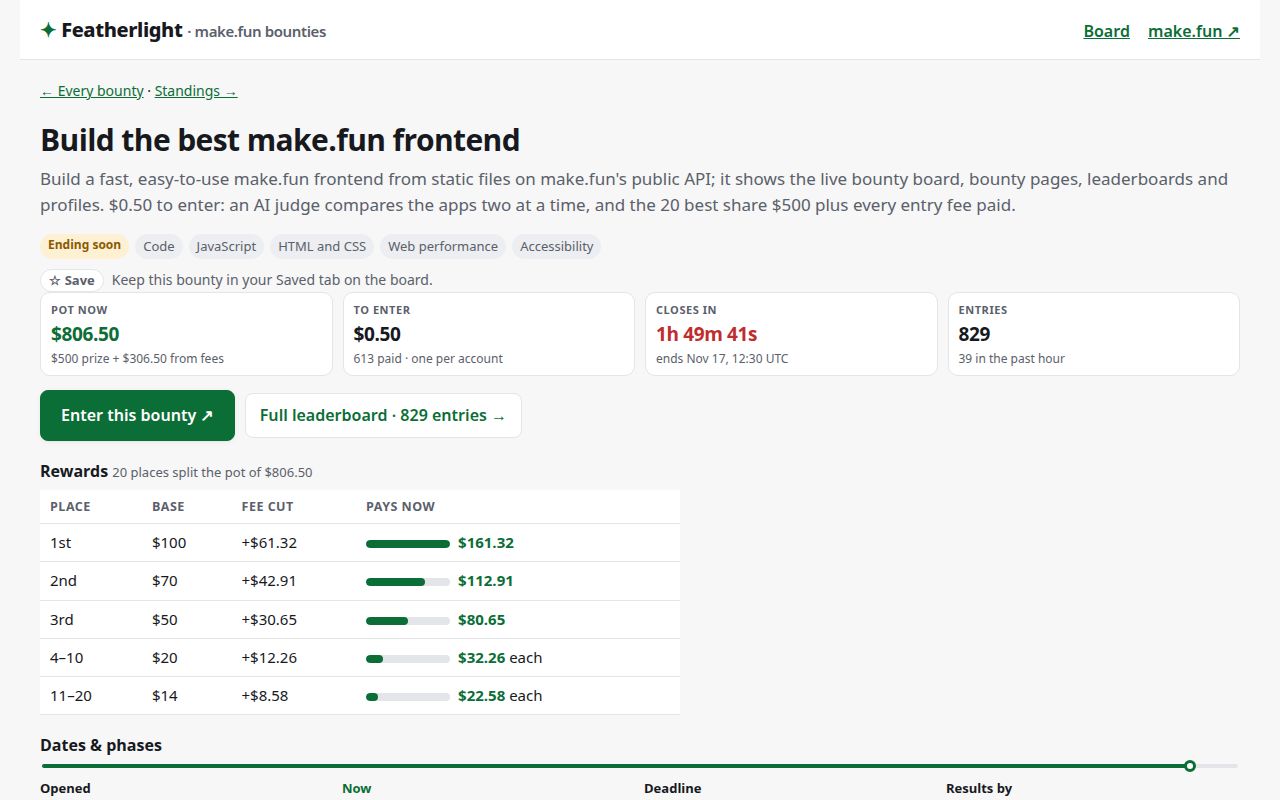 ✦ Featherlight · make.fun bounties
Board make.fun ↗
← Every bounty · Standings →
Build the best make.fun frontend
Build a fast, easy-to-use make.fun frontend from static files on make.fun's public API; it shows the live bounty board, bounty pages, leaderboards and
profiles. $0.50 to enter: an AI judge compares the apps two at a time, and the 20 best share $500 plus every entry fee paid.
Ending soon Code JavaScript HTML and CSS Web performance Accessibility
☆ Save Keep this bounty in your Saved tab on the board.
POT NOW
$806.50
$500 prize + $306.50 from fees
TO ENTER
$0.50
613 paid · one per account
CLOSES IN
1h 49m 41s
ends Nov 17, 12:30 UTC
ENTRIES
829
39 in the past hour
Enter this bounty ↗
Full leaderboard · 829 entries →
Rewards 20 places split the pot of $806.50
PLACE BASE FEE CUT PAYS NOW
1st $100 +$61.32 $161.32
2nd $70 +$42.91 $112.91
3rd $50 +$30.65 $80.65
4–10 $20 +$12.26 $32.26 each
11–20 $14 +$8.58 $22.58 each
Dates & phases
Opened Now Deadline Results by